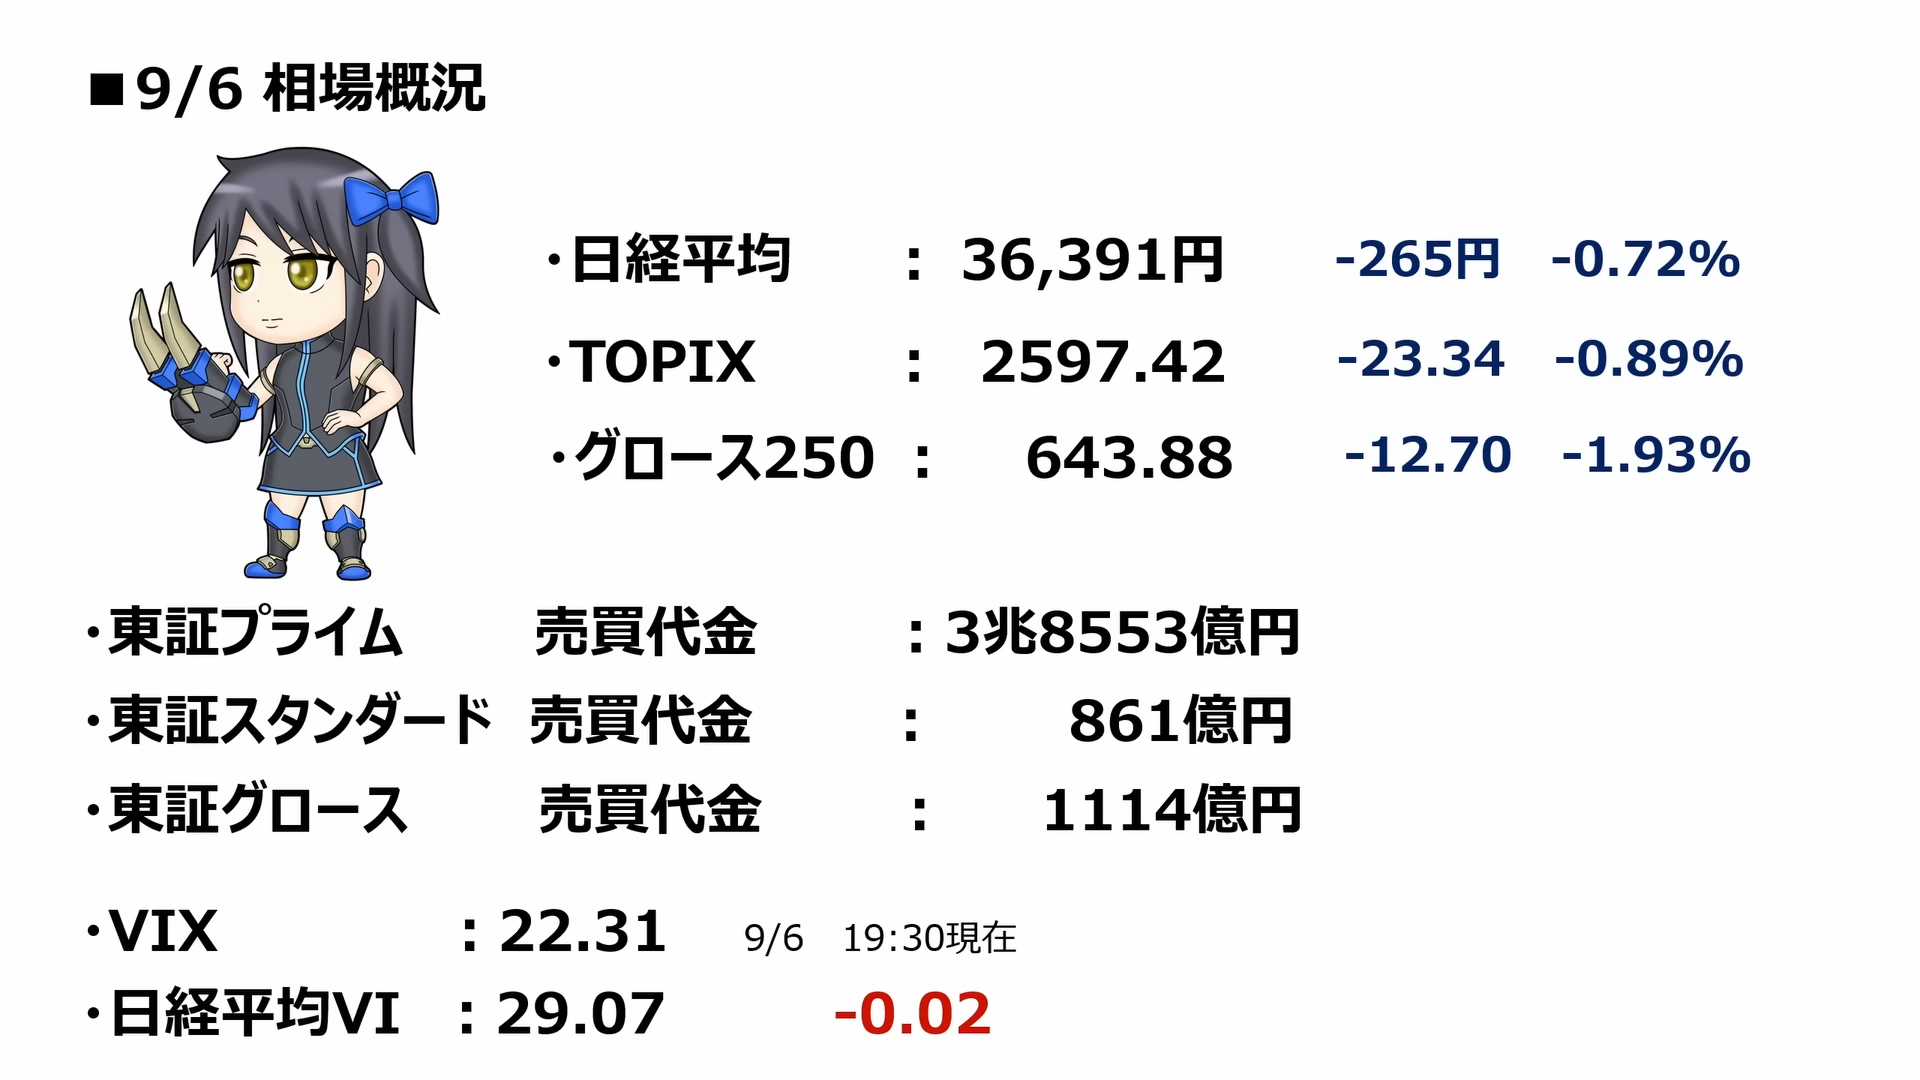 ■9/6 相場概況
・日経平均 : 36,391円 -265円 -0.72%
・TOPIX : 2597.42 -23.34 -0.89%
・グロース250 : 643.88 -12.70 -1.93%
・東証プライム 売買代金 : 3兆8553億円
・東証スタンダード 売買代金 : 861億円
・東証グロース 売買代金 : 1114億円
・VIX : 22.31 9/6 19:30現在
・日経平均VI : 29.07 -0.02